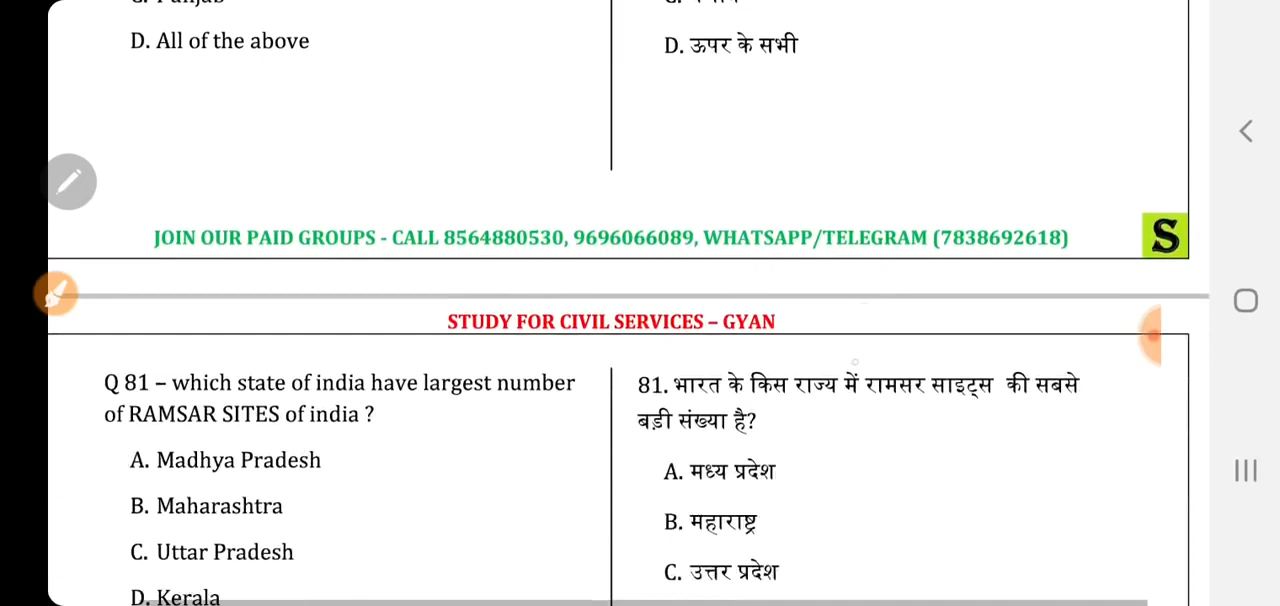 D. All of the above
D. ऊपर के सभी
JOIN OUR PAID GROUPS - CALL 8564880530, 9696066089, WHATSAPP/TELEGRAM (7838692618)
S
STUDY FOR CIVIL SERVICES – GYAN
Q 81 – which state of india have largest number
of RAMSAR SITES of india ?
A. Madhya Pradesh
B. Maharashtra
C. Uttar Pradesh
D. Kerala
81. भारत के किस राज्य में रामसर साइट्स की सबसे
बड़ी संख्या है?
A. मध्य प्रदेश
B. महाराष्ट्र
C. उत्तर प्रदेश